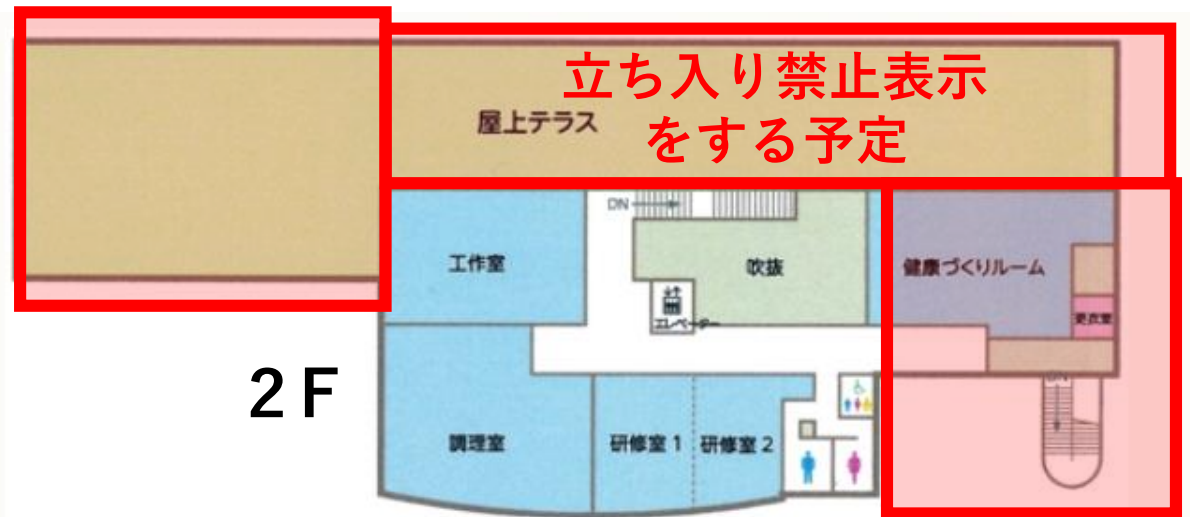 立ち入り禁止表示
をする予定
屋上テラス
DN
工作室
吹抜
健康づくりルーム
エレベーター
更衣室
2F
DN
調理室
研修室1
研修室2